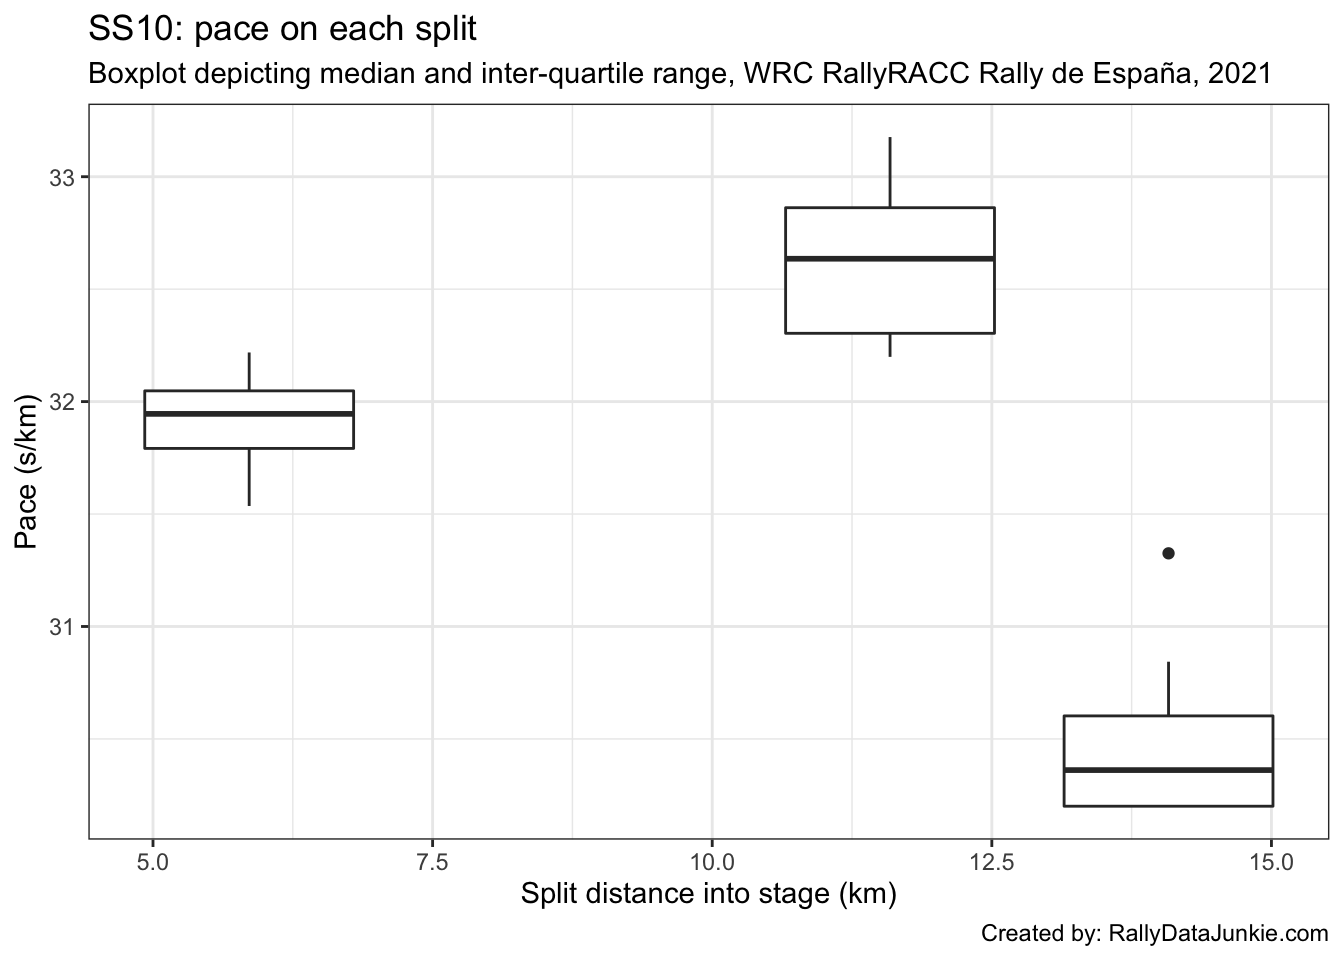 SS10: pace on each split
Boxplot depicting median and inter-quartile range, WRC RallyRACC Rally de España, 2021
33
32
31
Pace (s/km)
5.0 7.5 10.0 12.5 15.0
Split distance into stage (km)
Created by: RallyDataJunkie.com